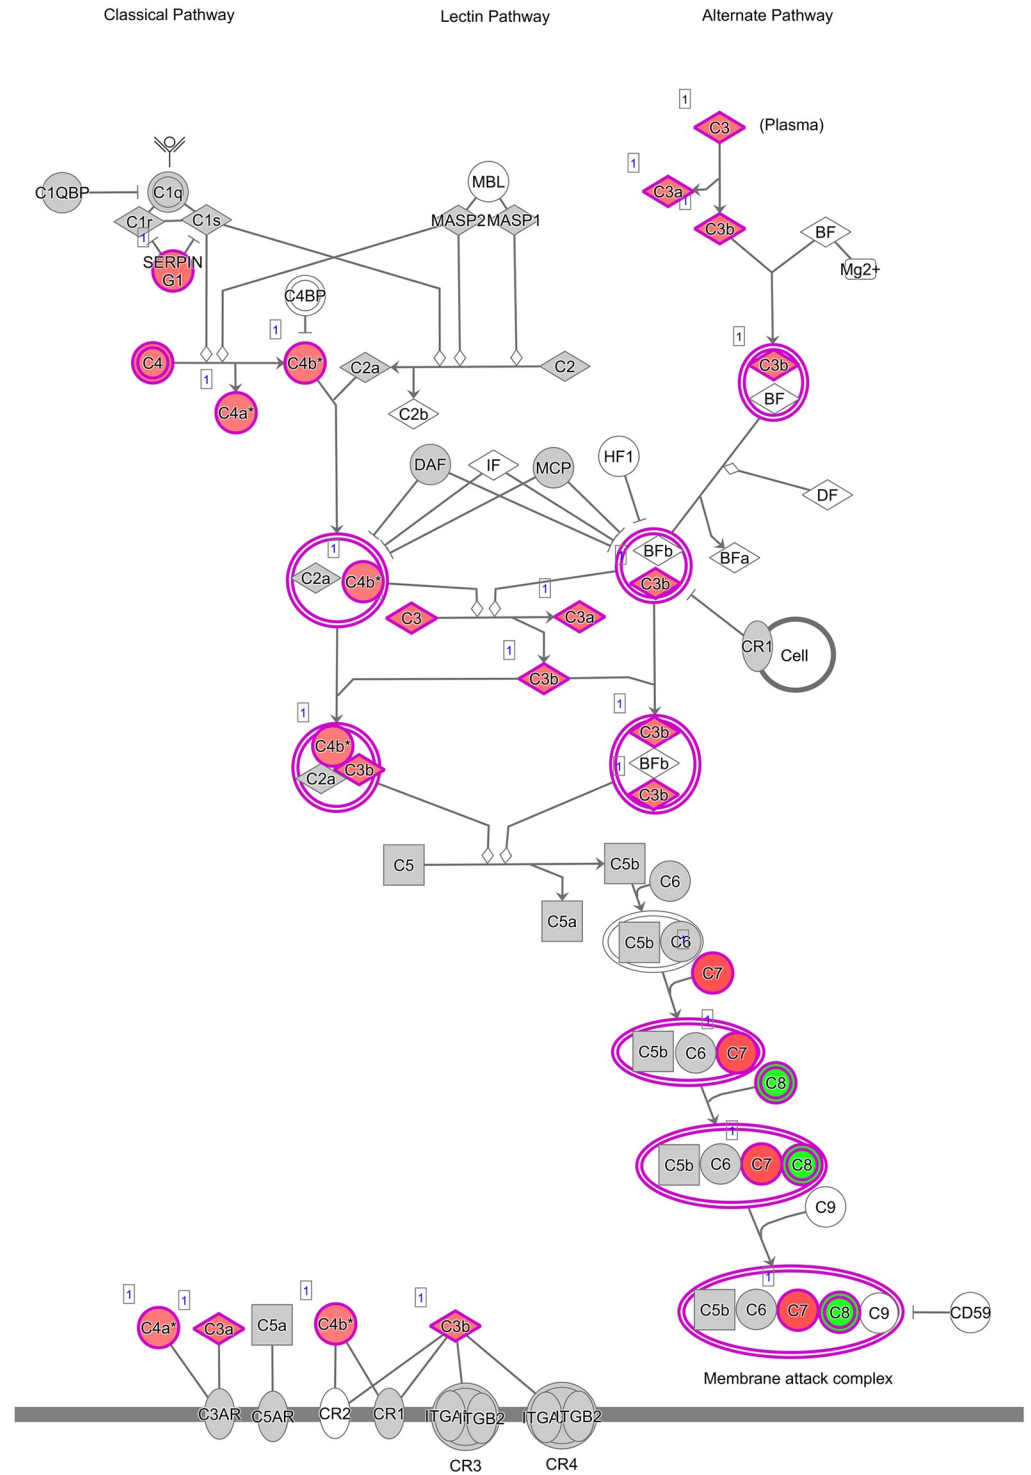 Classical Pathway
Lectin Pathway
Alternate Pathway
1
C3
(Plasma)
1
C3a
1
C3b
BF
Mg2+
C1QBP
C1q
C1r
C1s
1
SERPIN
G1
MBL
MASP2
MASP1
C4BP
1
C4
C4b*
1
C4a*
C2a
C2
C2b
1
C3b
BF
DAF
IF
MCP
HF1
DF
BFa
1
C2a
C4b*
1
BFb
C3b
C3
1
C3a
1
C3b
CR1
Cell
1
C4b*
C2a
C3b
1
C3b
1
BFb
C3b
C5
C5b
C6
C5a
C5b
C6
1
C7
1
C5b
C6
C7
C8
1
C5b
C6
C7
C8
C9
1
C5b
C6
C7
C8
C9
CD59
Membrane attack complex
1
C4a*
1
C3a
C5a
1
C4b*
1
C3b
C3AR
C5AR
CR2
CR1
ITGA
ITGB2
ITGA
ITGB2
CR3
CR4